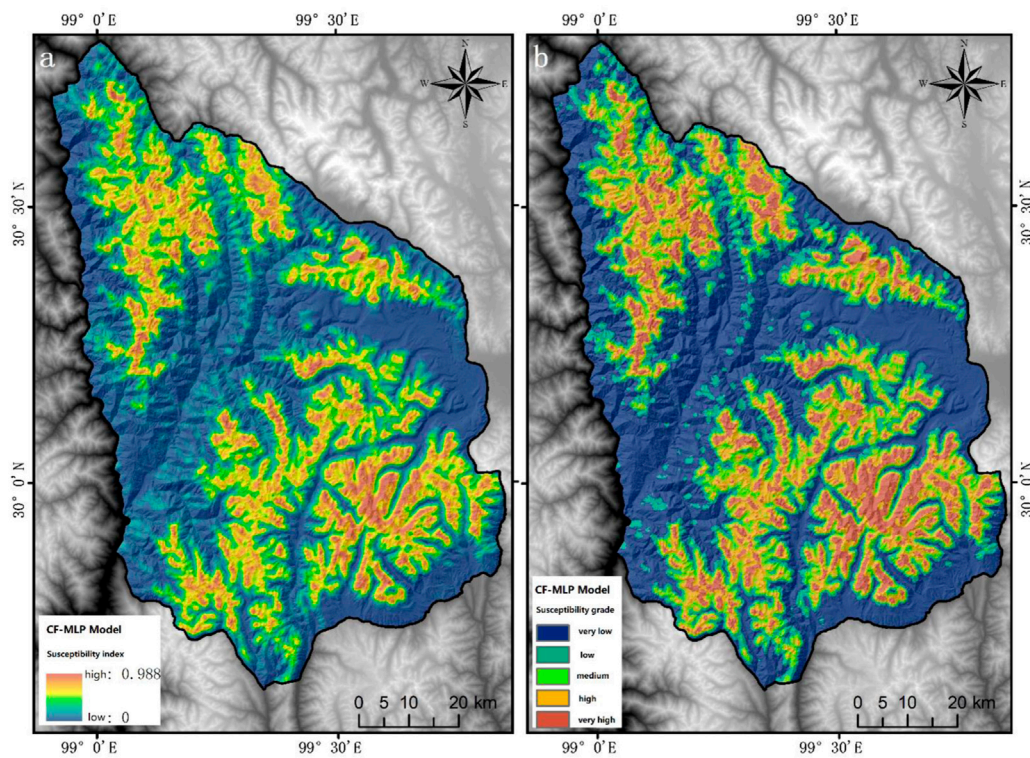 99° 0′E 99° 30′E 99° 0′E 99° 30′E
a
N
W E
S
b
N
W E
S
30° 30′N
30° 30′N
30° 0′N
30° 0′N
CF-MLP Model
Susceptibility index
high: 0.988
low: 0
0 5 10 20 km
CF-MLP Model
Susceptibility grade
very low
low
medium
high
very high
0 5 10 20 km
99° 0′E 99° 30′E 99° 0′E 99° 30′E